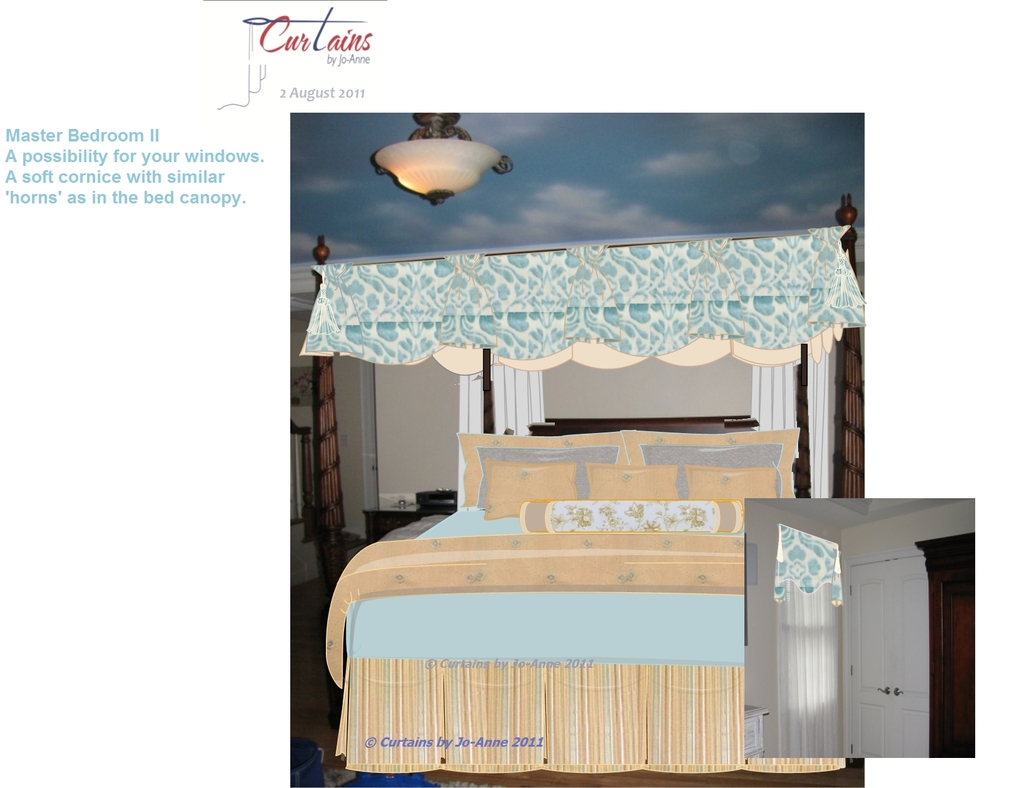 Curtains
by Jo-Anne
2 August 2011
Master Bedroom II
A possibility for your windows.
A soft cornice with similar
'horns' as in the bed canopy.
© Curtains by Jo-Anne 2011
© Curtains by Jo-Anne 2011